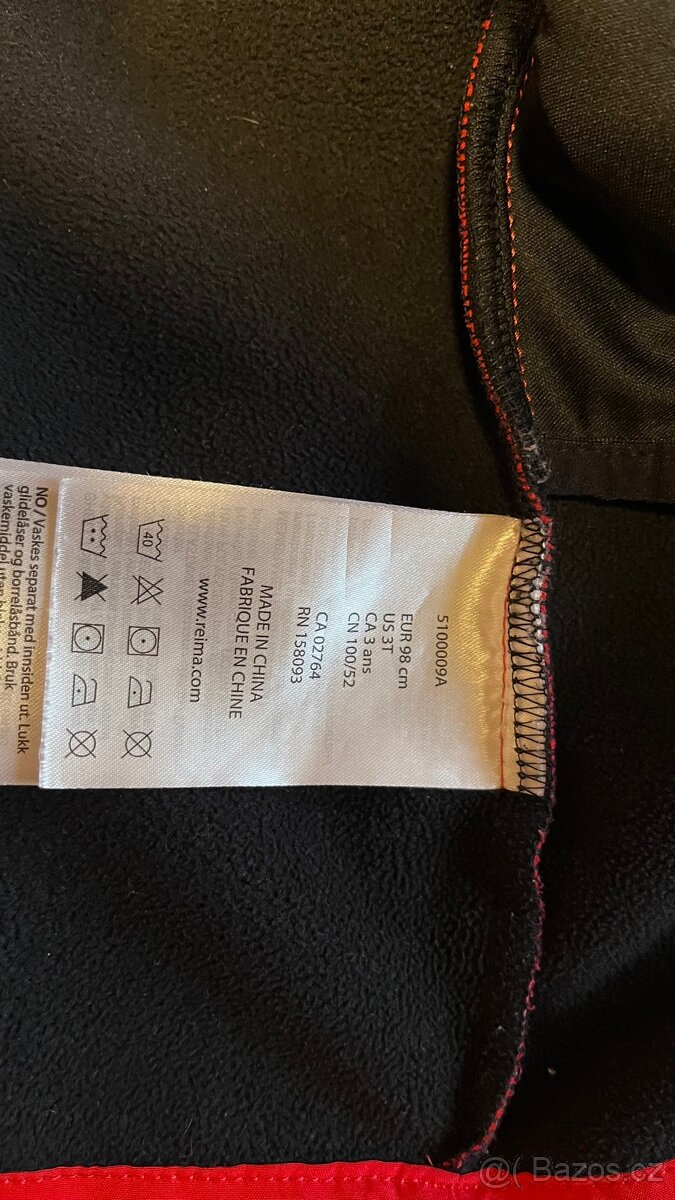 5100009A
EUR 98 cm
US 3T
CA 3 ans
CN 100/52
CA 02764
RN 158093
MADE IN CHINA
FABRIQUE EN CHINE
www.reima.com
40
NO / Vaskes separat med innsiden ut. Lukk
glidelåser og borrelåsbånd. Bruk
vaskemiddel uten
@( Bazos.cz